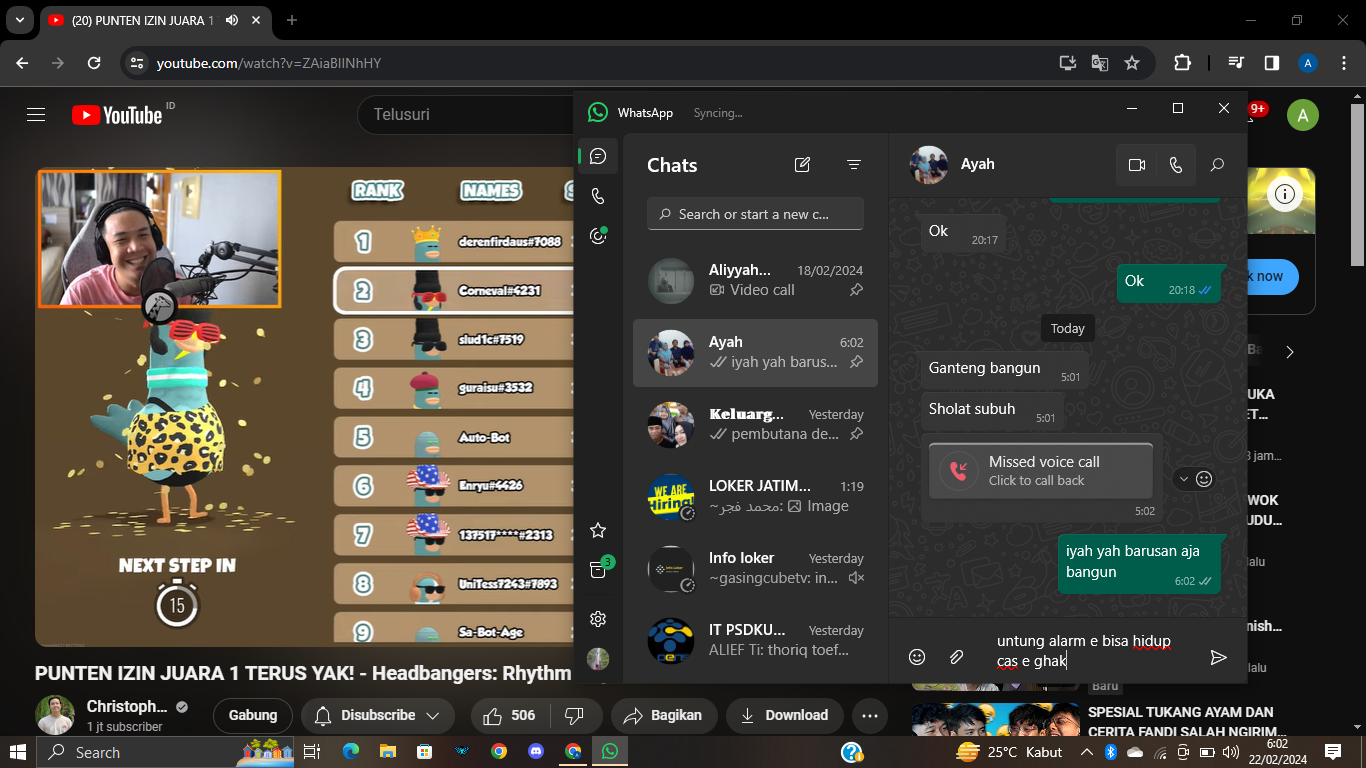 (20) PUNTEN IZIN JUARA 1
youtube.com/watch?v=ZAiaBIINhHY
YouTube ID
Telusuri
9+
A
RANK NAMES
1 derenfirdaus#7088
2 Corneval#4231
3 slud1c#7519
4 guraisu#3532
5 Auto-Bot
6 Enryu#4426
7 137517****#2313
8 UniTess7243#7893
9 Sa-Bot-Age
NEXT STEP IN
15
PUNTEN IZIN JUARA 1 TERUS YAK! - Headbangers: Rhythm
Christoph...
1 jt subscriber
Gabung
Disubscribe
506
Bagikan
Download
WhatsApp Syncing...
Chats
Search or start a new c...
Aliyyah... 18/02/2024
Video call
Ayah 6:02
iyah yah barus...
Keluarg... Yesterday
pembutana de...
WE ARE Hiring!
LOKER JATIM... 1:19
~محمد فجر: Image
Info loker Yesterday
~gasingcubetv: in...
IT PSDKU... Yesterday
ALIEF Ti: thoriq toef...
3
Ayah
Ok
20:17
Ok
20:18
Today
Ganteng bangun
5:01
Sholat subuh
5:01
Missed voice call
Click to call back
5:02
iyah yah barusan aja
bangun
6:02
untung alarm e bisa hidup
cas e ghak
k now
Ba
UKA
ET...
3 jam...
WOK
UDU...
alu
nish...
lalu
Baru
SPESIAL TUKANG AYAM DAN
CERITA FANDI SALAH NGIRIM...
Search
25°C Kabut
6:02
22/02/2024